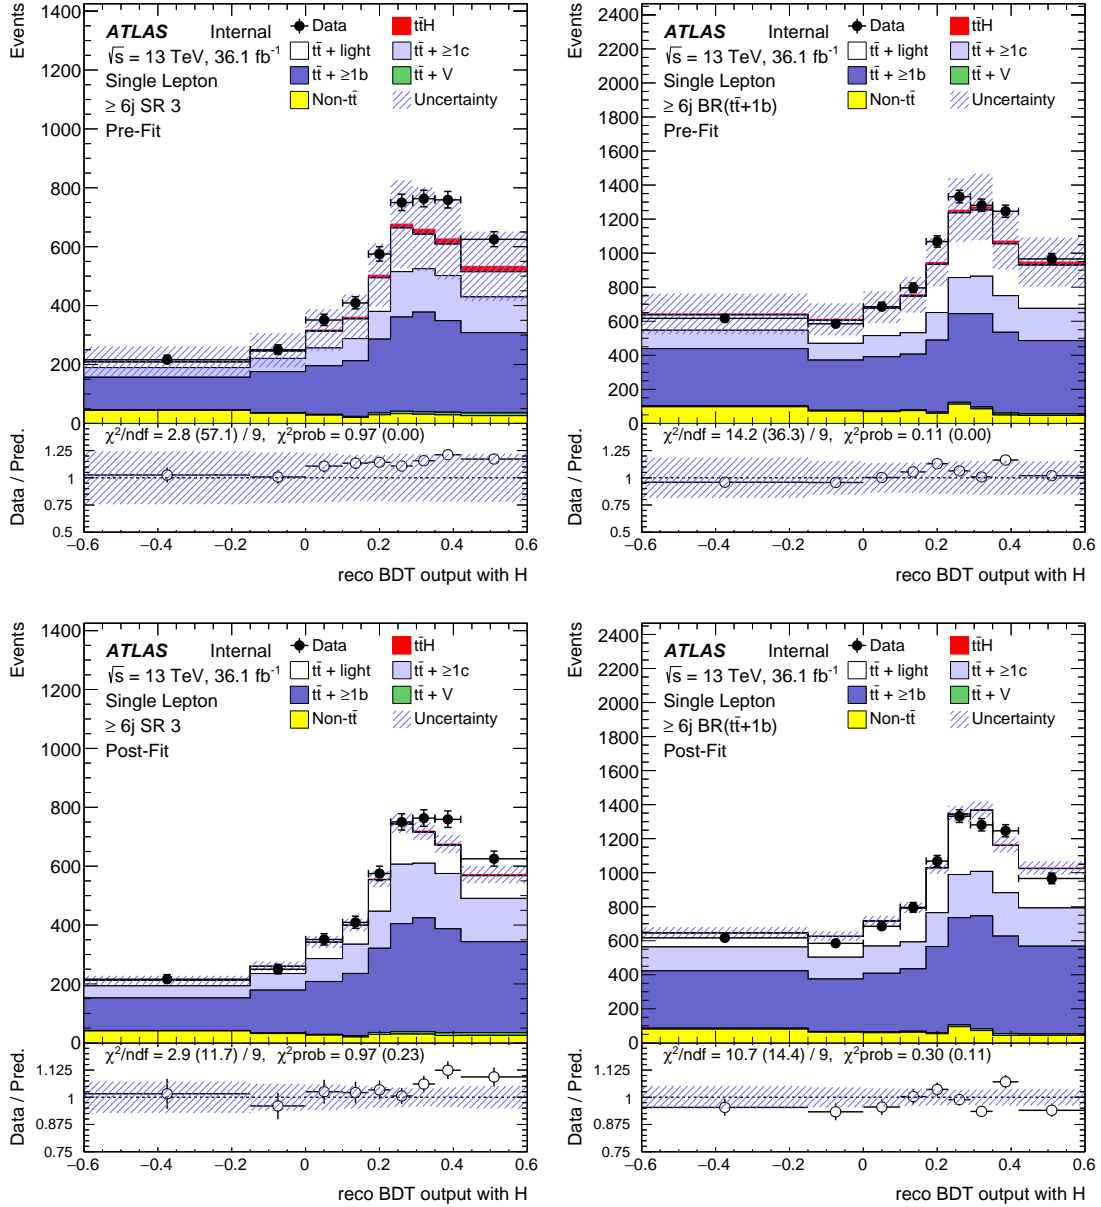 Events
1400
1200
1000
800
600
400
200
0
ATLAS Internal
√s = 13 TeV, 36.1 fb⁻¹
Single Lepton
≥ 6j SR 3
Pre-Fit
Data
tt̄H
tt̄ + light
tt̄ + ≥1c
tt̄ + ≥1b
tt̄ + V
Non-tt̄
Uncertainty
χ²/ndf = 2.8 (57.1) / 9, χ²prob = 0.97 (0.00)
Data / Pred.
1.25
1
0.75
0.5
−0.6 −0.4 −0.2 0 0.2 0.4 0.6
reco BDT output with H
Events
2400
2200
2000
1800
1600
1400
1200
1000
800
600
400
200
0
ATLAS Internal
√s = 13 TeV, 36.1 fb⁻¹
Single Lepton
≥ 6j BR(tt̄+1b)
Pre-Fit
Data
tt̄H
tt̄ + light
tt̄ + ≥1c
tt̄ + ≥1b
tt̄ + V
Non-tt̄
Uncertainty
χ²/ndf = 14.2 (36.3) / 9, χ²prob = 0.11 (0.00)
Data / Pred.
1.25
1
0.75
0.5
−0.6 −0.4 −0.2 0 0.2 0.4 0.6
reco BDT output with H
Events
1400
1200
1000
800
600
400
200
0
ATLAS Internal
√s = 13 TeV, 36.1 fb⁻¹
Single Lepton
≥ 6j SR 3
Post-Fit
Data
tt̄H
tt̄ + light
tt̄ + ≥1c
tt̄ + ≥1b
tt̄ + V
Non-tt̄
Uncertainty
χ²/ndf = 2.9 (11.7) / 9, χ²prob = 0.97 (0.23)
Data / Pred.
1.125
1
0.875
0.75
−0.6 −0.4 −0.2 0 0.2 0.4 0.6
reco BDT output with H
Events
2400
2200
2000
1800
1600
1400
1200
1000
800
600
400
200
0
ATLAS Internal
√s = 13 TeV, 36.1 fb⁻¹
Single Lepton
≥ 6j BR(tt̄+1b)
Post-Fit
Data
tt̄H
tt̄ + light
tt̄ + ≥1c
tt̄ + ≥1b
tt̄ + V
Non-tt̄
Uncertainty
χ²/ndf = 10.7 (14.4) / 9, χ²prob = 0.30 (0.11)
Data / Pred.
1.125
1
0.875
0.75
−0.6 −0.4 −0.2 0 0.2 0.4 0.6
reco BDT output with H